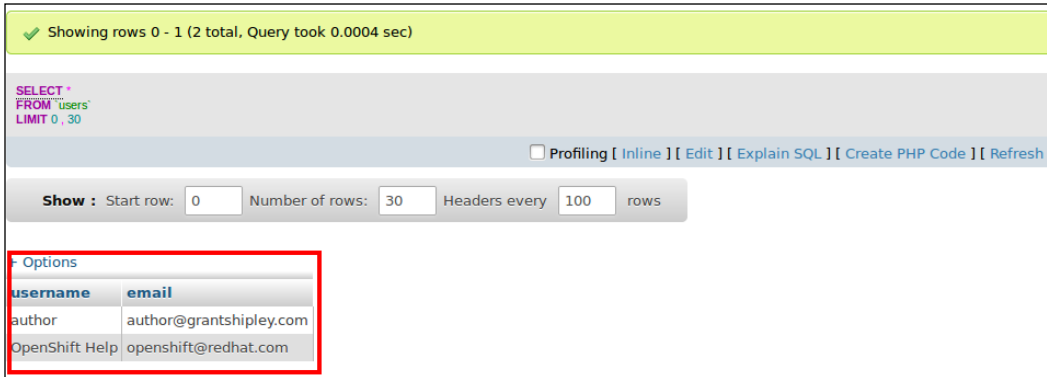 Showing rows 0 - 1 (2 total, Query took 0.0004 sec)
SELECT *
FROM `users`
LIMIT 0 , 30
Profiling [ Inline ] [ Edit ] [ Explain SQL ] [ Create PHP Code ] [ Refresh
Show : Start row: 0 Number of rows: 30 Headers every 100 rows
+ Options
username email
author author@grantshipley.com
OpenShift Help openshift@redhat.com